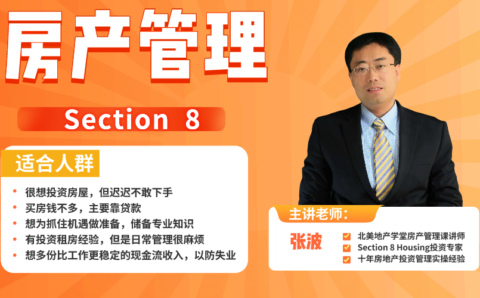 房产管理
Section 8
适合人群
很想投资房屋，但迟迟不敢下手
买房钱不多，主要靠贷款
想为抓住机遇做准备，储备专业知识
有投资租房经验，但是日常管理很麻烦
想多份比工作更稳定的现金流收入，以防失业
主讲老师：
张波
北美地产学堂房产管理课讲师
Section 8 Housing投资专家
十年房地产投资管理实操经验